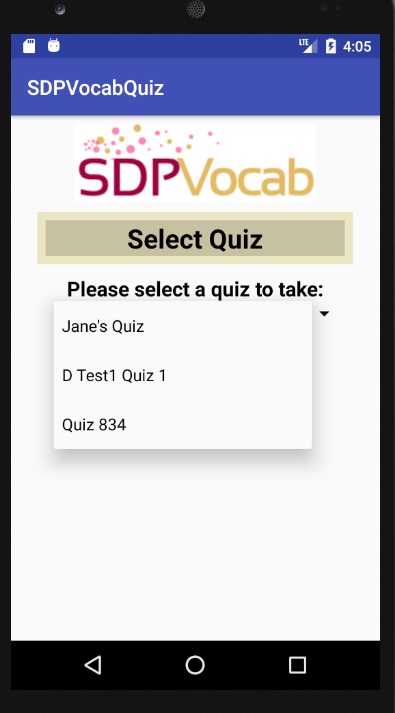 LTE 4:05
SDPVocabQuiz
SDPVocab
Select Quiz
Please select a quiz to take:
Jane's Quiz
D Test1 Quiz 1
Quiz 834